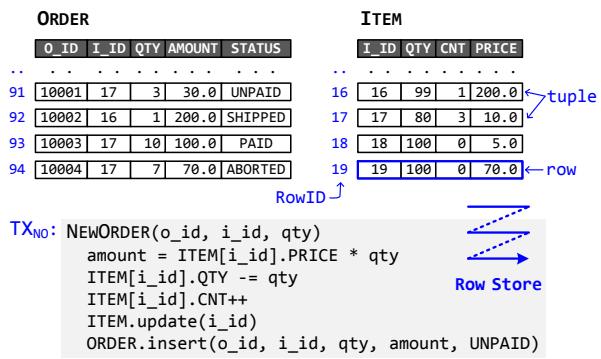 ORDER
O_ID I_ID QTY AMOUNT STATUS
.. . . . . . . . . . .
91 10001 17 3 30.0 UNPAID
92 10002 16 1 200.0 SHIPPED
93 10003 17 10 100.0 PAID
94 10004 17 7 70.0 ABORTED
ITEM
I_ID QTY CNT PRICE
.. . . . . . . . .
16 16 99 1 200.0
17 17 80 3 10.0
18 18 100 0 5.0
19 19 100 0 70.0
tuple
row
RowID
TXNO: NEWORDER(o_id, i_id, qty)
amount = ITEM[i_id].PRICE * qty
ITEM[i_id].QTY -= qty
ITEM[i_id].CNT++
ITEM.update(i_id)
ORDER.insert(o_id, i_id, qty, amount, UNPAID)
Row Store